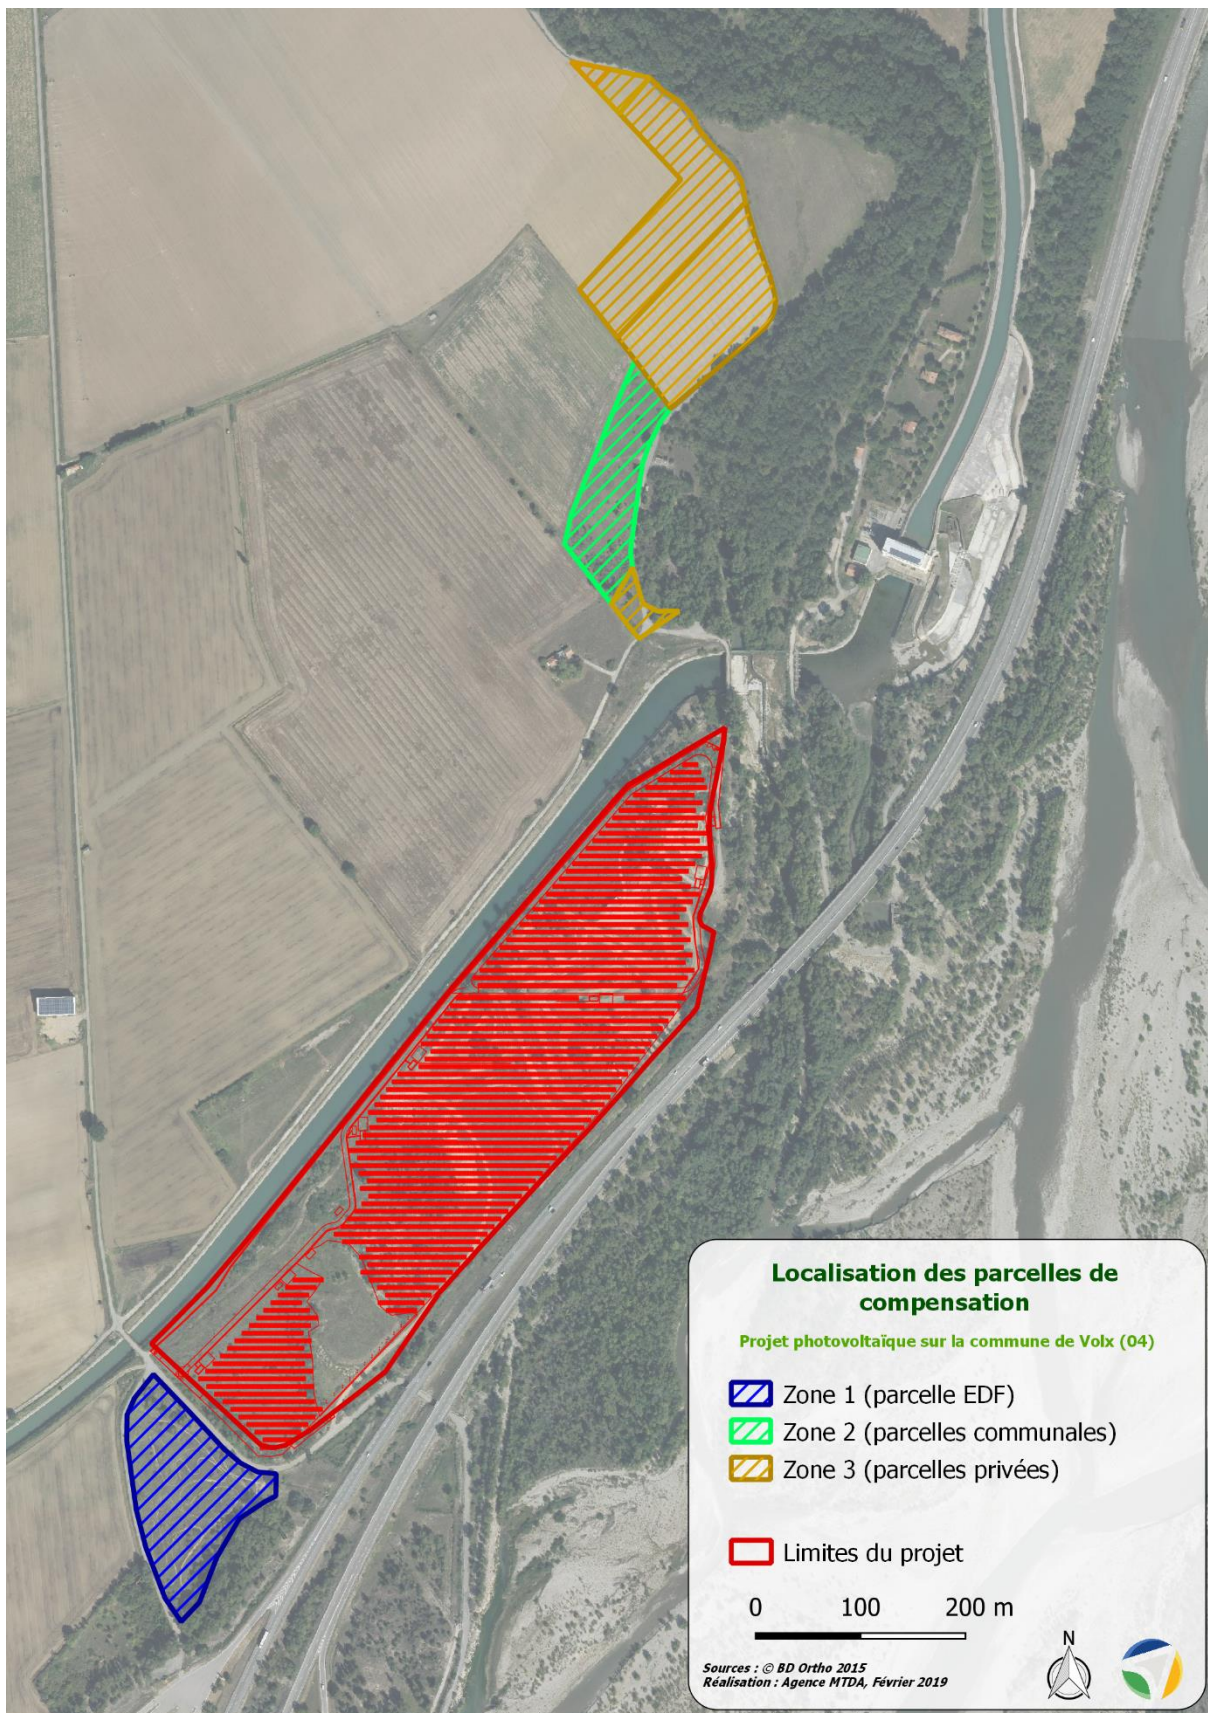 Localisation des parcelles de
compensation
Projet photovoltaïque sur la commune de Volx (04)
Zone 1 (parcelle EDF)
Zone 2 (parcelles communales)
Zone 3 (parcelles privées)
Limites du projet
0 100 200 m
N
Sources : © BD Ortho 2015
Réalisation : Agence MTDA, Février 2019